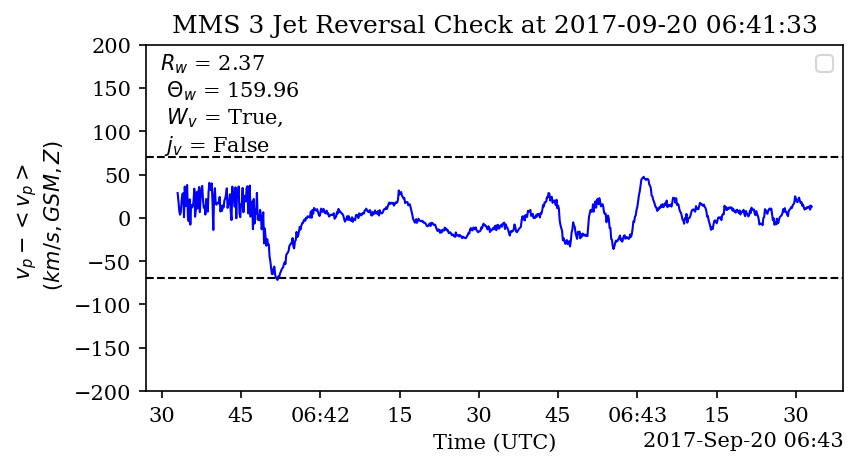 MMS 3 Jet Reversal Check at 2017-09-20 06:41:33
200
150
100
50
0
−50
−100
−150
−200
v_p − < v_p >
(km/s, GSM, Z)
R_w = 2.37
Θ_w = 159.96
W_v = True,
j_v = False
30 45 06:42 15 30 45 06:43 15 30
Time (UTC)
2017-Sep-20 06:43